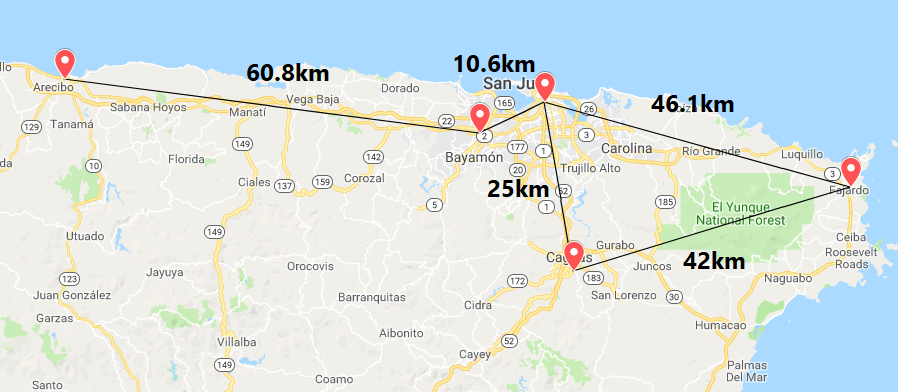 60.8km
10.6km
San Ju
46.1km
Arecibo
Dorado
Sabana Hoyos
Vega Baja
Manatí
165
26
22
2
3
129
Tanamá
149
Bayamón
177
1
Carolina
Río Grande
Luquillo
3
Florida
142
10
Trujillo Alto
20
Fajardo
Ciales
137
159
Corozal
25km
52
185
El Yunque
National Forest
5
1
Utuado
149
Ceiba
Gurabo
Roosevelt
Roads
Orocovis
Juncos
42km
Jayuya
123
172
183
Naguabo
Juan González
Barranquitas
Cidra
San Lorenzo
30
Garzas
Aibonito
Humacao
Villalba
52
Cayey
149
Palmas
Del Mar
Coamo
Santo